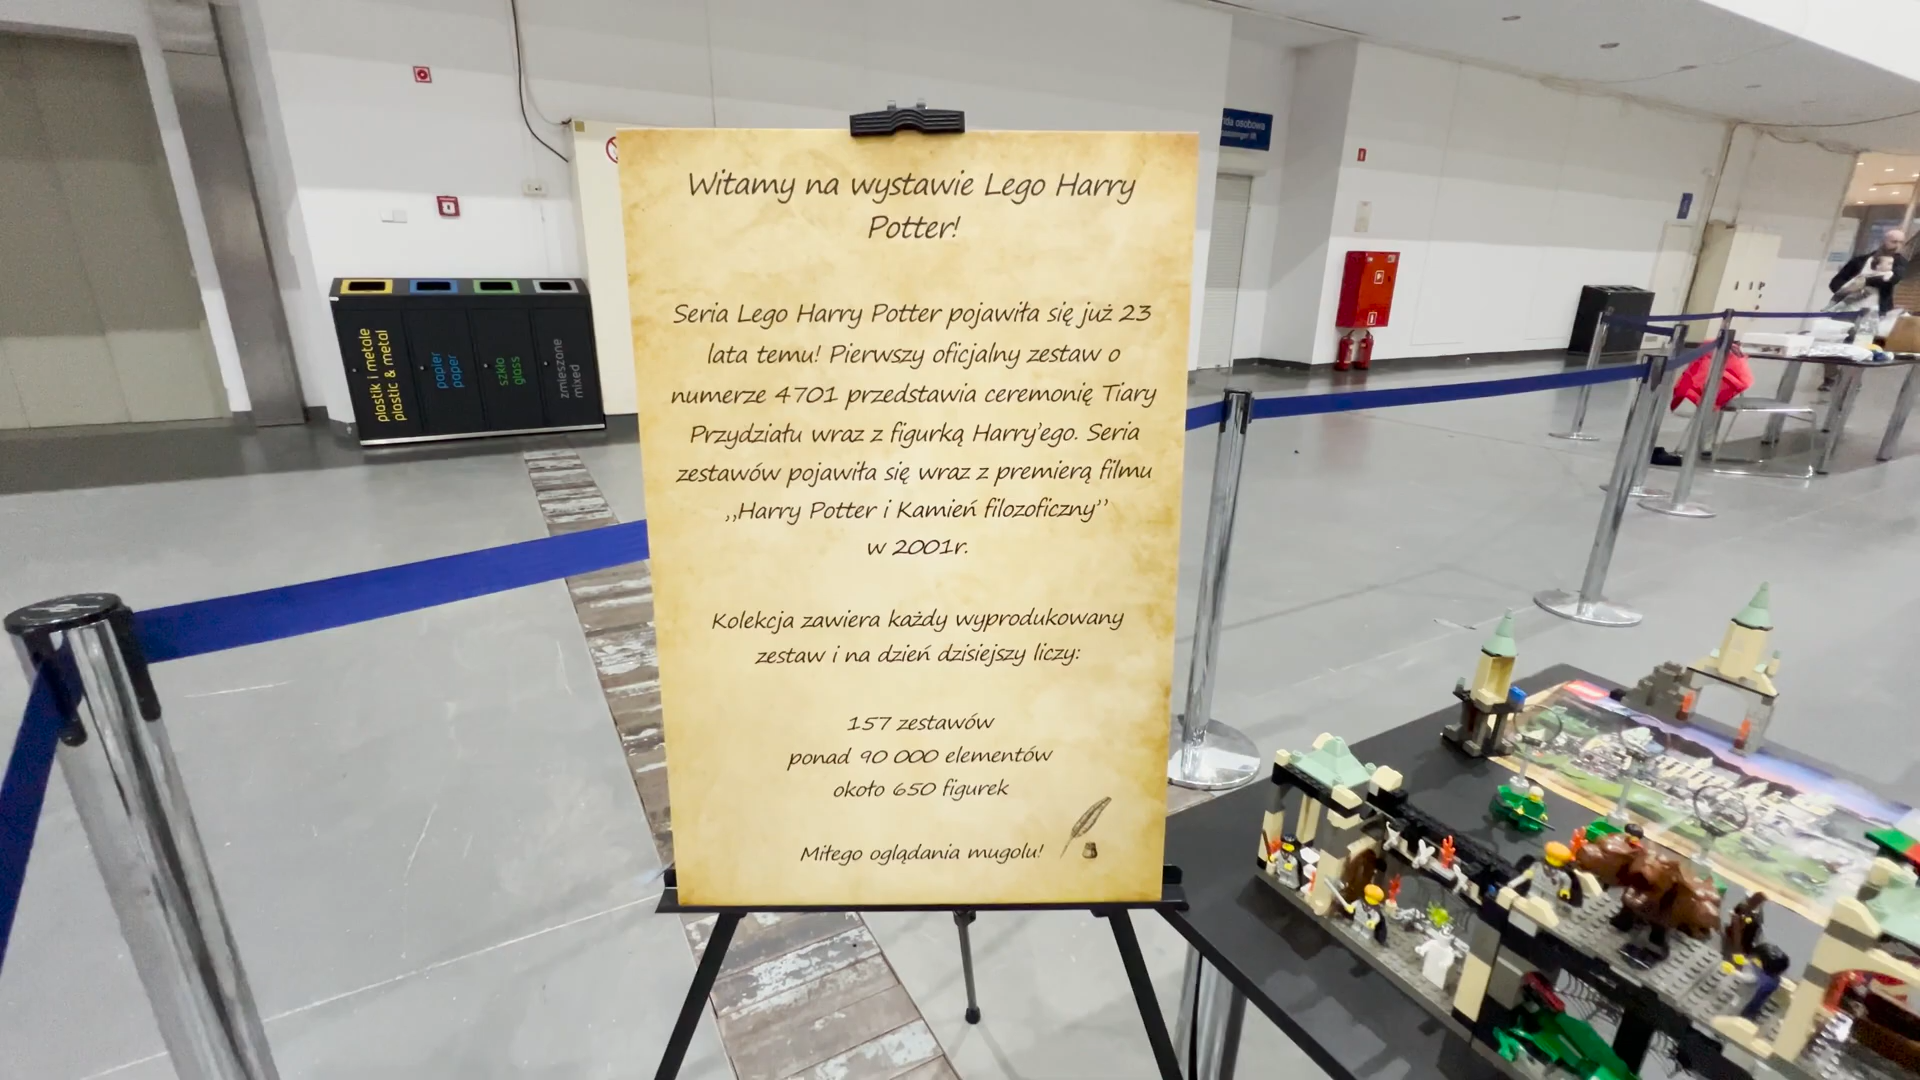 Witamy na wystawie Lego Harry
Potter!
Seria Lego Harry Potter pojawiła się już 23
lata temu! Pierwszy oficjalny zestaw o
numerze 4701 przedstawia ceremonię Tiary
Przydziału wraz z figurką Harry'ego. Seria
zestawów pojawiła się wraz z premierą filmu
,,Harry Potter i Kamień filozoficzny''
w 2001r.
Kolekcja zawiera każdy wyprodukowany
zestaw i na dzień dzisiejszy liczy:
157 zestawów
ponad 90 000 elementów
około 650 figurek
Miłego oglądania mugolu!
plastik i metale
plastic & metal
papier
paper
szkło
glass
zmieszane
mixed
osobowa